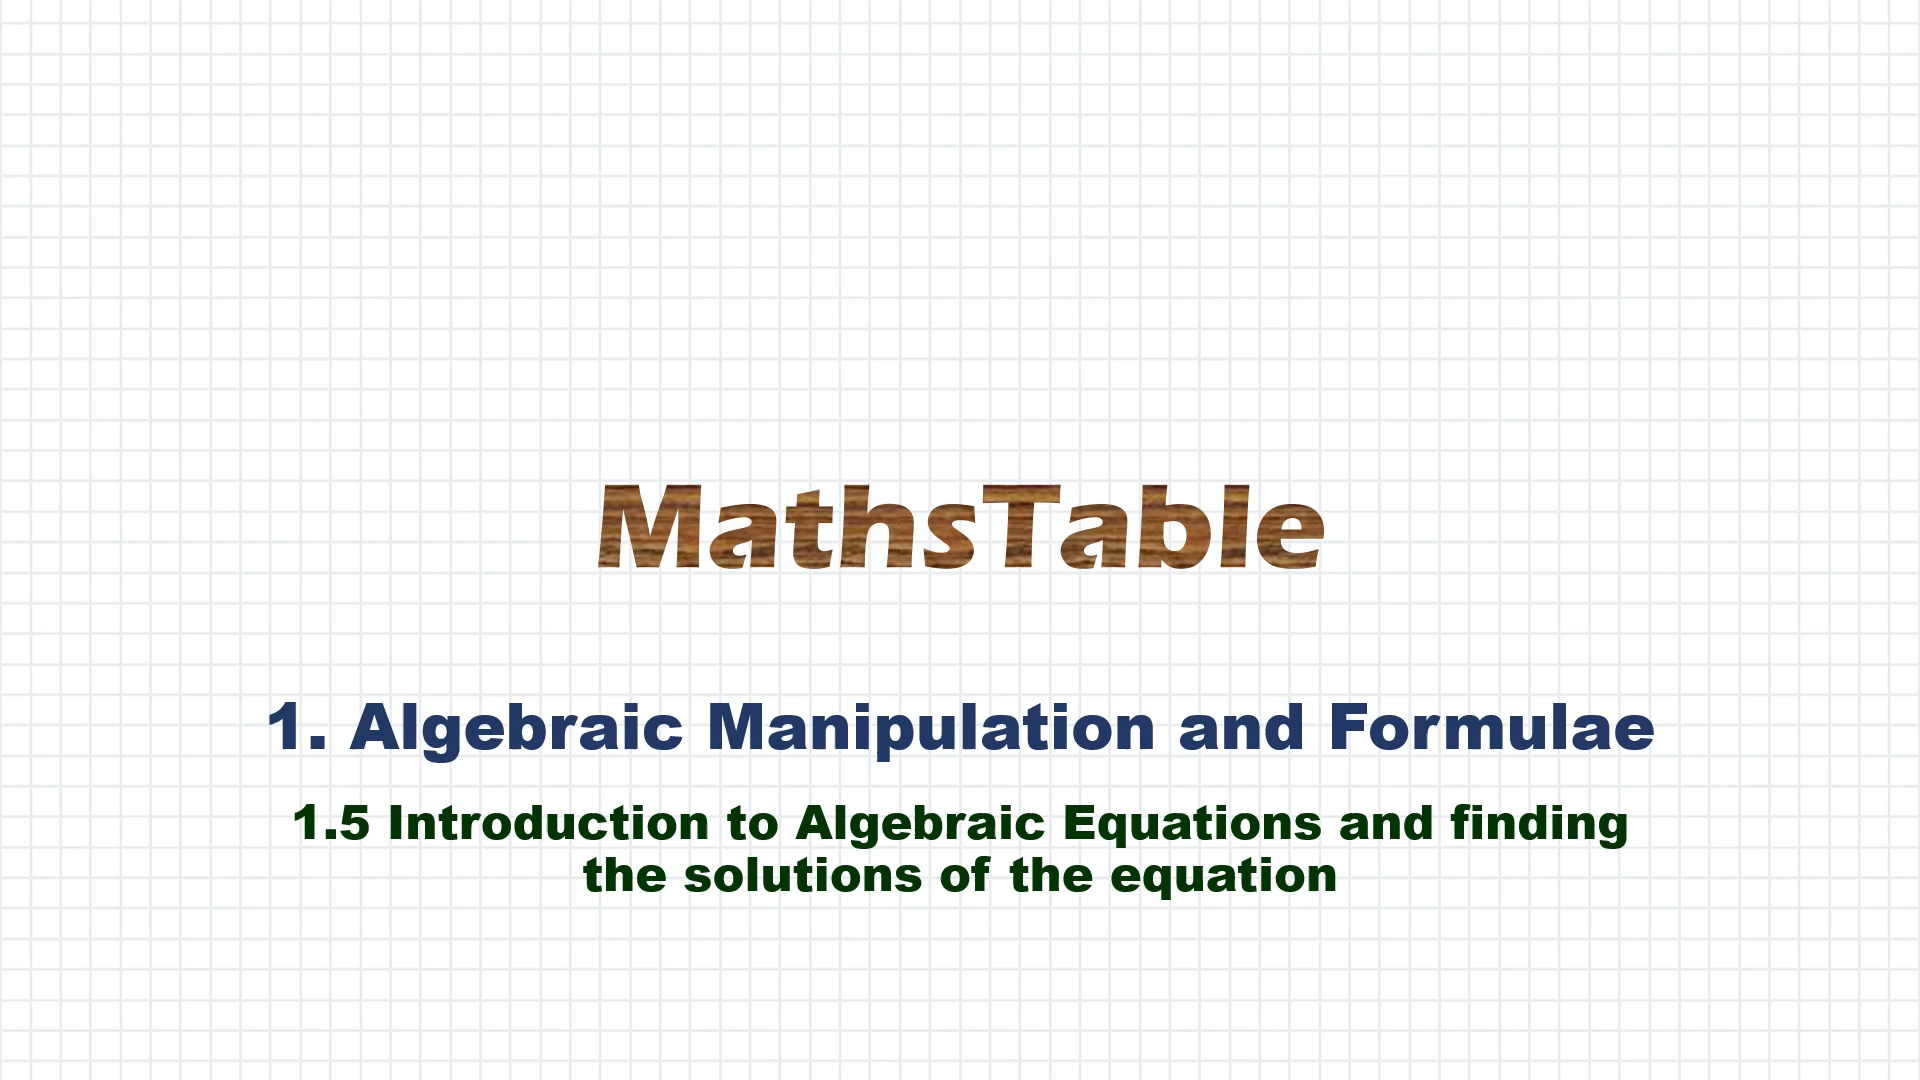 MathsTable
1. Algebraic Manipulation and Formulae
1.5 Introduction to Algebraic Equations and finding
the solutions of the equation